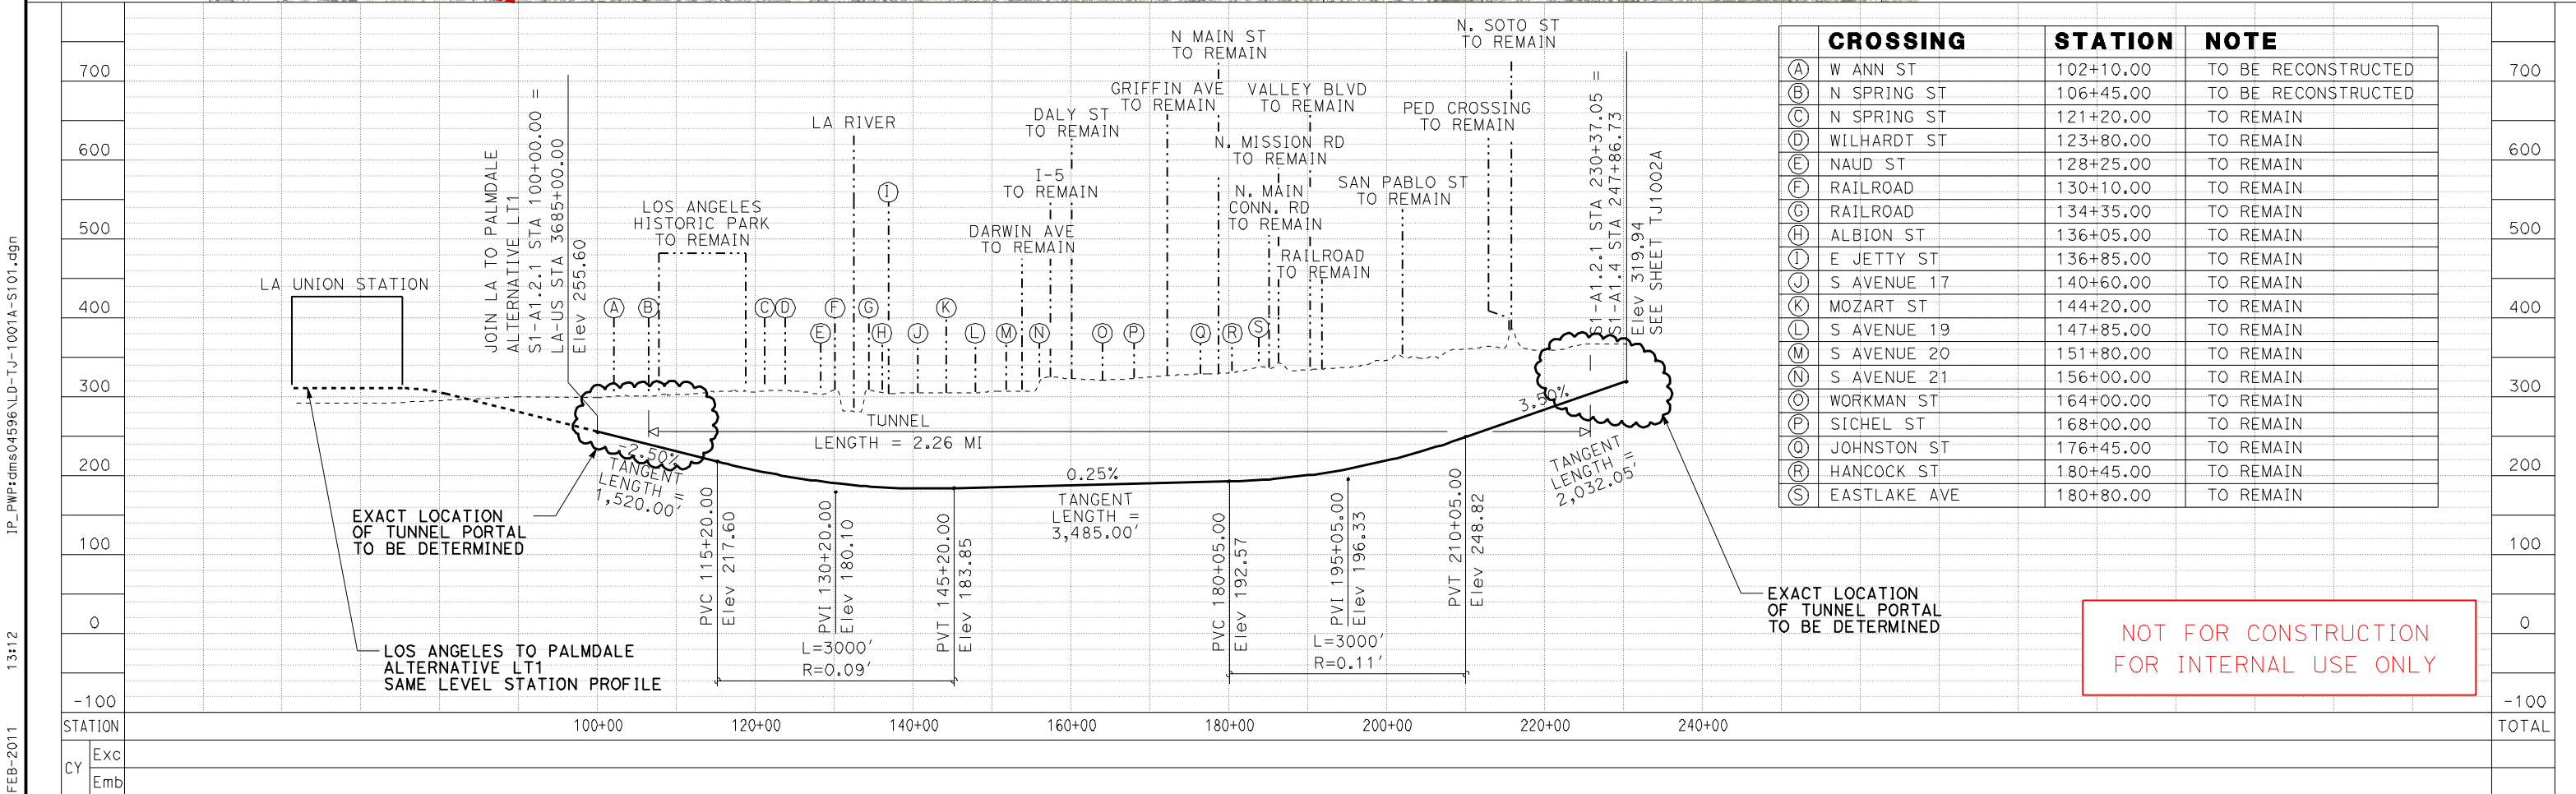 700
600
500
400
300
200
100
0
-100
LA UNION STATION
JOIN LA TO PALMDALE
ALTERNATIVE LT1
S1-A1.2.1 STA 100+00.00 =
LA-US STA 3685+00.00
Elev 255.60
LOS ANGELES
HISTORIC PARK
TO REMAIN
LA RIVER
DARWIN AVE
TO REMAIN
I-5
TO REMAIN
DALY ST
TO REMAIN
GRIFFIN AVE
TO REMAIN
N MAIN ST
TO REMAIN
VALLEY BLVD
TO REMAIN
N. MISSION RD
TO REMAIN
N. MAIN
CONN. RD
TO REMAIN
RAILROAD
TO REMAIN
SAN PABLO ST
TO REMAIN
PED CROSSING
TO REMAIN
N. SOTO ST
TO REMAIN
S1-A1.2.1 STA 230+37.05 =
S1-A1.4 STA 247+86.73
Elev 319.94
SEE SHEET TJ1002A
A
B
C
D
E
F
G
H
I
J
K
L
M
N
O
P
Q
R
S
TUNNEL
LENGTH = 2.26 MI
-2.50%
TANGENT
LENGTH =
1,520.00'
0.25%
TANGENT
LENGTH =
3,485.00'
3.50%
TANGENT
LENGTH =
2,032.05'
EXACT LOCATION
OF TUNNEL PORTAL
TO BE DETERMINED
LOS ANGELES TO PALMDALE
ALTERNATIVE LT1
SAME LEVEL STATION PROFILE
PVC 115+20.00
Elev 217.60
PVI 130+20.00
Elev 180.10
PVT 145+20.00
Elev 183.85
L=3000'
R=0.09'
PVC 180+05.00
Elev 192.57
PVI 195+05.00
Elev 196.33
PVT 210+05.00
Elev 248.82
L=3000'
R=0.11'
EXACT LOCATION
OF TUNNEL PORTAL
TO BE DETERMINED
CROSSING STATION NOTE
A W ANN ST 102+10.00 TO BE RECONSTRUCTED
B N SPRING ST 106+45.00 TO BE RECONSTRUCTED
C N SPRING ST 121+20.00 TO REMAIN
D WILHARDT ST 123+80.00 TO REMAIN
E NAUD ST 128+25.00 TO REMAIN
F RAILROAD 130+10.00 TO REMAIN
G RAILROAD 134+35.00 TO REMAIN
H ALBION ST 136+05.00 TO REMAIN
I E JETTY ST 136+85.00 TO REMAIN
J S AVENUE 17 140+60.00 TO REMAIN
K MOZART ST 144+20.00 TO REMAIN
L S AVENUE 19 147+85.00 TO REMAIN
M S AVENUE 20 151+80.00 TO REMAIN
N S AVENUE 21 156+00.00 TO REMAIN
O WORKMAN ST 164+00.00 TO REMAIN
P SICHEL ST 168+00.00 TO REMAIN
Q JOHNSTON ST 176+45.00 TO REMAIN
R HANCOCK ST 180+45.00 TO REMAIN
S EASTLAKE AVE 180+80.00 TO REMAIN
700
600
500
400
300
200
100
0
-100
NOT FOR CONSTRUCTION
FOR INTERNAL USE ONLY
STATION 100+00 120+00 140+00 160+00 180+00 200+00 220+00 240+00 TOTAL
CY
Exc
Emb
FEB-2011 13:12 IP_PWP:dms04596\LD-TJ-1001A-S101.dgn